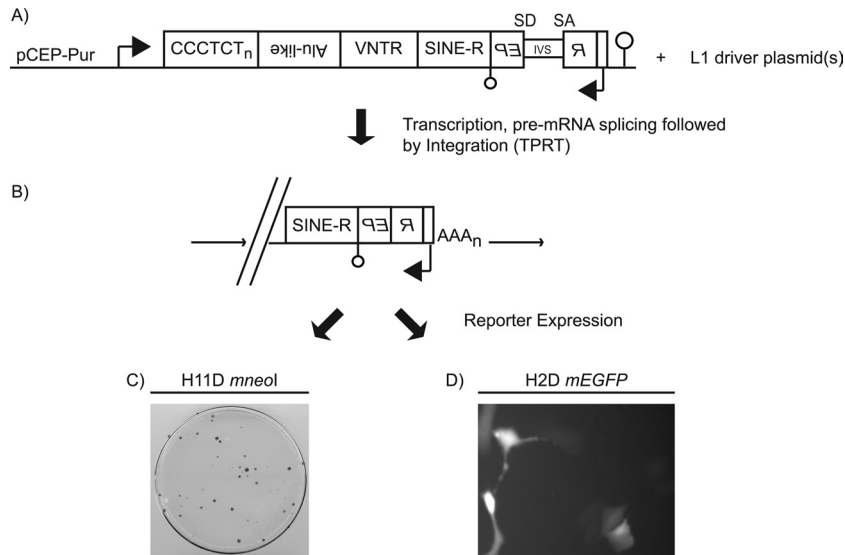 A)
SD SA
pCEP-Pur CCCTCTn Alu-like VNTR SINE-R EP IVS R + L1 driver plasmid(s)
Transcription, pre-mRNA splicing followed
by Integration (TPRT)
B)
SINE-R EP R AAAn
Reporter Expression
C) H11D mneoI D) H2D mEGFP